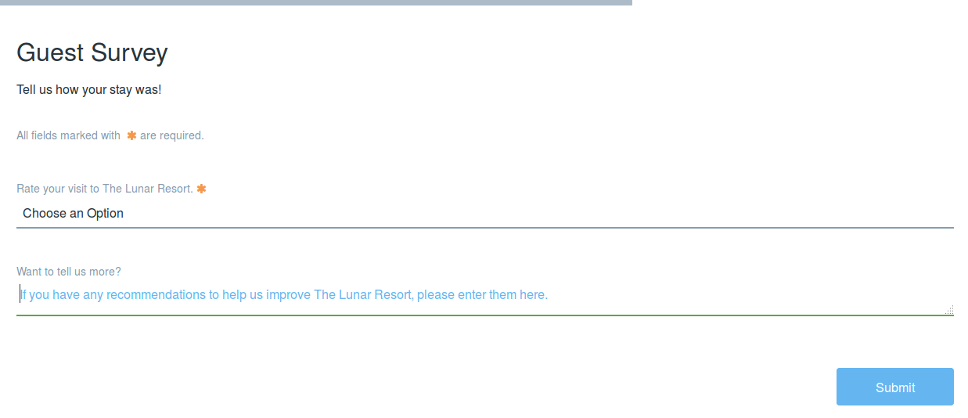 Guest Survey
Tell us how your stay was!
All fields marked with ✱ are required.
Rate your visit to The Lunar Resort. ✱
Choose an Option
Want to tell us more?
If you have any recommendations to help us improve The Lunar Resort, please enter them here.
Submit